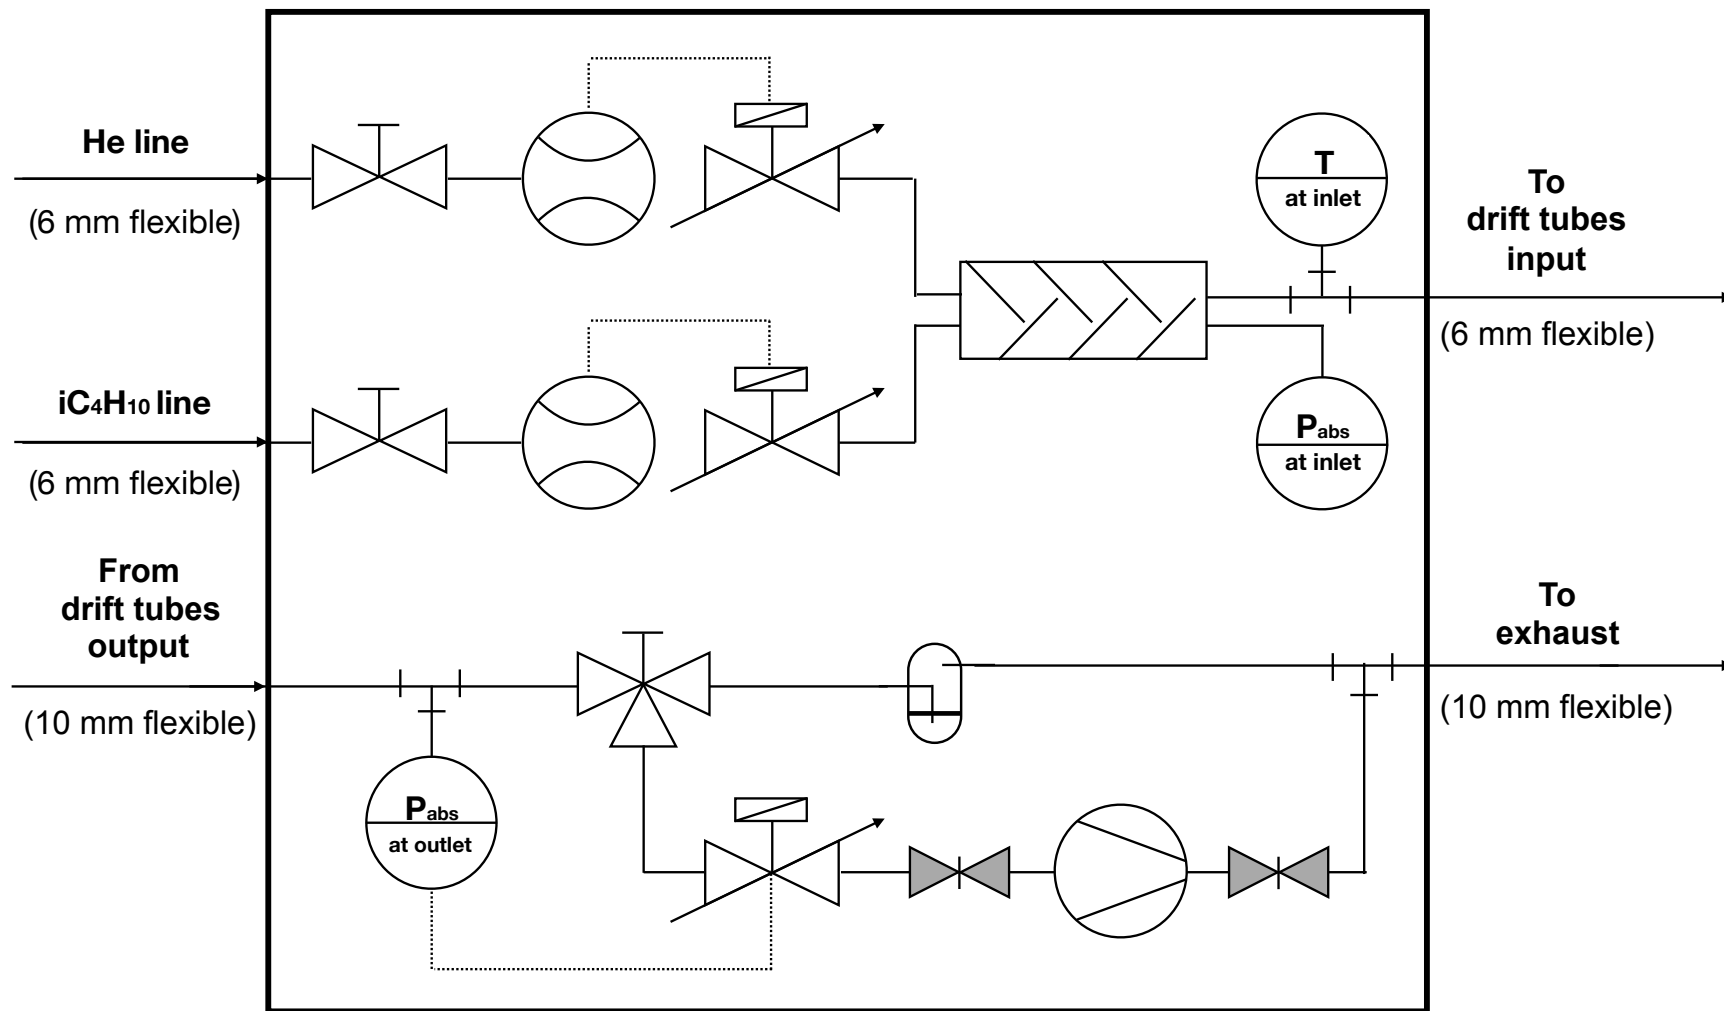 He line
(6 mm flexible)
T
at inlet
To
drift tubes
input
(6 mm flexible)
iC4H10 line
(6 mm flexible)
Pabs
at inlet
From
drift tubes
output
(10 mm flexible)
To
exhaust
(10 mm flexible)
Pabs
at outlet